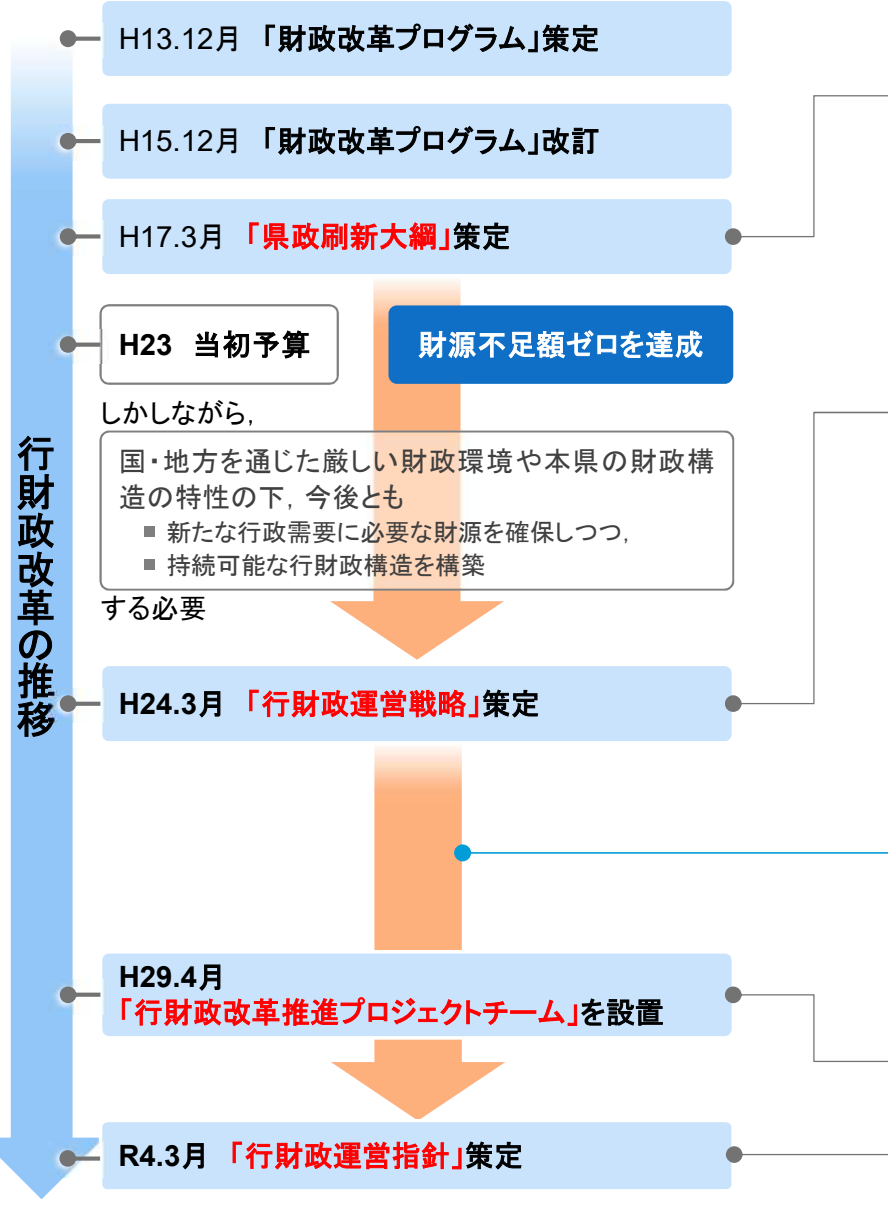 H13.12月 「財政改革プログラム」策定
H15.12月 「財政改革プログラム」改訂
H17.3月 「県政刷新大綱」策定
H23 当初予算
財源不足額ゼロを達成
しかしながら,
国・地方を通じた厳しい財政環境や本県の財政構
造の特性の下, 今後とも
■ 新たな行政需要に必要な財源を確保しつつ,
■ 持続可能な行財政構造を構築
する必要
行財政改革の推移
H24.3月 「行財政運営戦略」策定
H29.4月
「行財政改革推進プロジェクトチーム」を設置
R4.3月 「行財政運営指針」策定